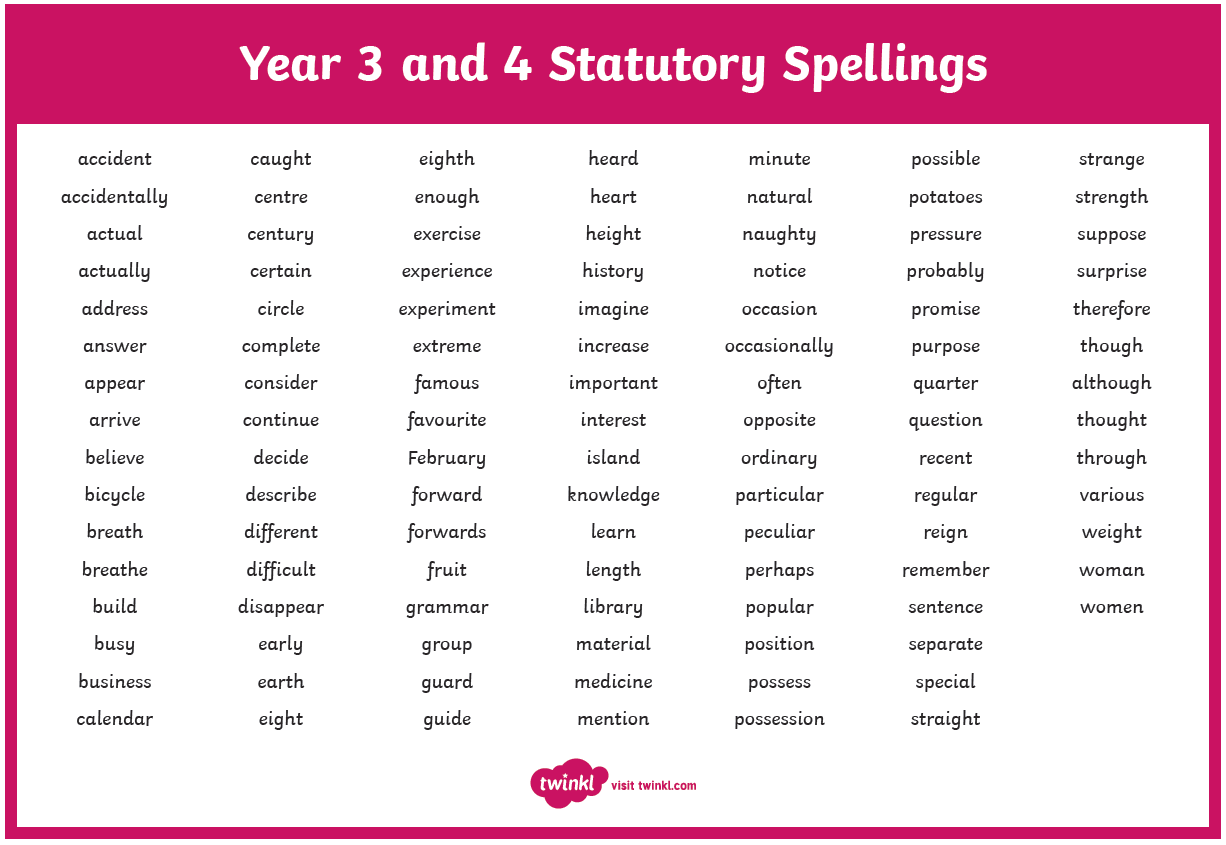 Year 3 and 4 Statutory Spellings
accident caught eighth heard minute possible strange
accidentally centre enough heart natural potatoes strength
actual century exercise height naughty pressure suppose
actually certain experience history notice probably surprise
address circle experiment imagine occasion promise therefore
answer complete extreme increase occasionally purpose though
appear consider famous important often quarter although
arrive continue favourite interest opposite question thought
believe decide February island ordinary recent through
bicycle describe forward knowledge particular regular various
breath different forwards learn peculiar reign weight
breathe difficult fruit length perhaps remember woman
build disappear grammar library popular sentence women
busy early group material position separate
business earth guard medicine possess special
calendar eight guide mention possession straight
twinkl visit twinkl.com